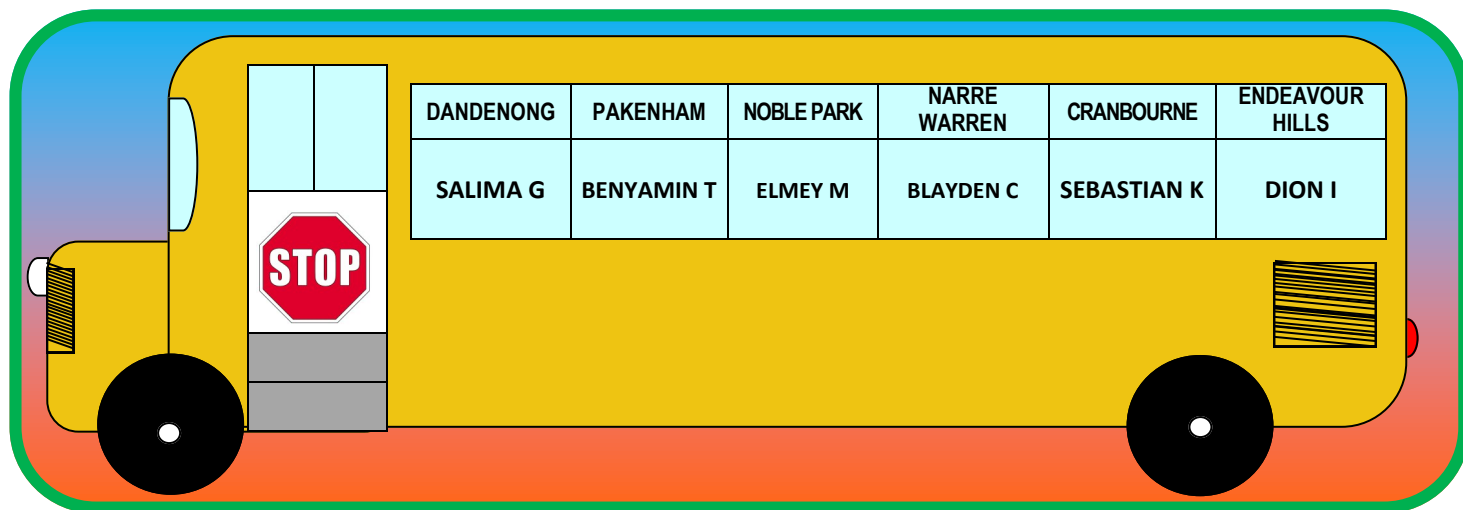 DANDENONG
PAKENHAM
NOBLE PARK
NARRE
WARREN
CRANBOURNE
ENDEAVOUR
HILLS
SALIMA G
BENYAMIN T
ELMEY M
BLAYDEN C
SEBASTIAN K
DION I
STOP